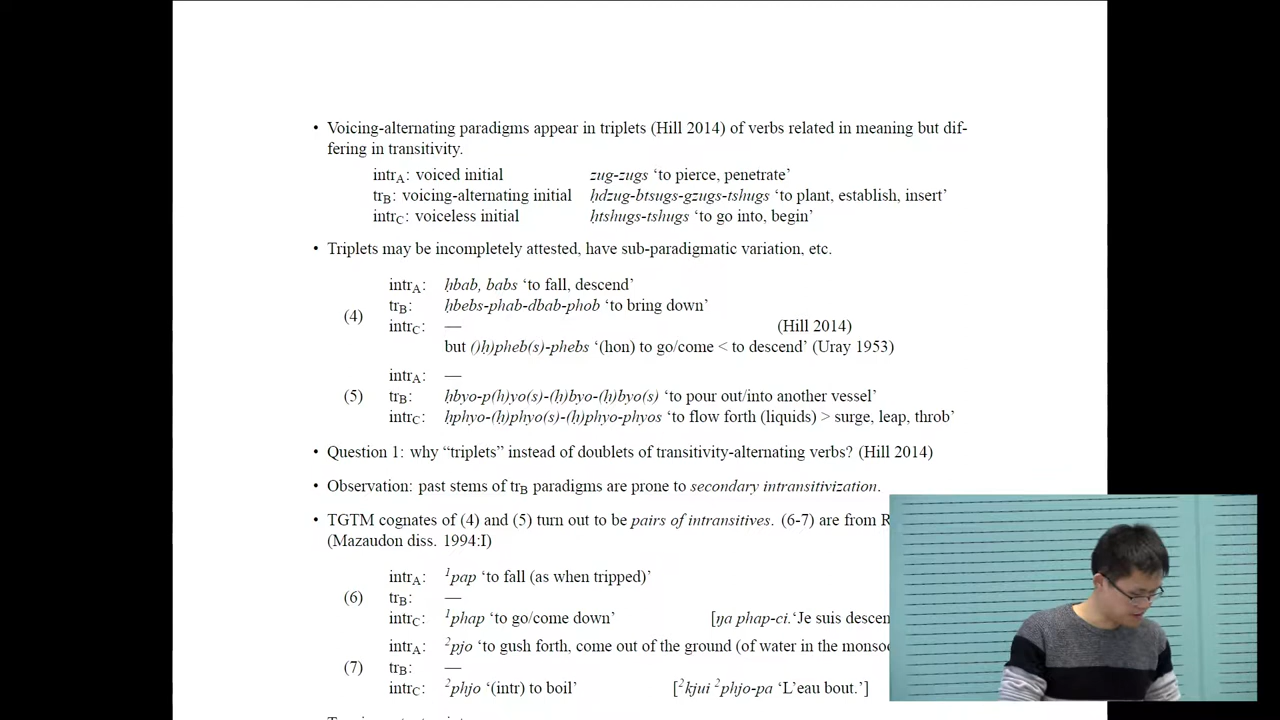 • Voicing-alternating paradigms appear in triplets (Hill 2014) of verbs related in meaning but dif-
fering in transitivity.
intrA: voiced initial zug-zugs ‘to pierce, penetrate’
trB: voicing-alternating initial ḥdzug-btsugs-gzugs-tshugs ‘to plant, establish, insert’
intrC: voiceless initial ḥtshugs-tshugs ‘to go into, begin’
• Triplets may be incompletely attested, have sub-paradigmatic variation, etc.
intrA: ḥbab, babs ‘to fall, descend’
(4) trB: ḥbebs-phab-dbab-phob ‘to bring down’
intrC: — (Hill 2014)
but ()ḥ)pheb(s)-phebs ‘(hon) to go/come < to descend’ (Uray 1953)
intrA: —
(5) trB: ḥbyo-p(h)yo(s)-(ḥ)byo-(ḥ)byo(s) ‘to pour out/into another vessel’
intrC: ḥphyo-(ḥ)phyo(s)-(ḥ)phyo-phyos ‘to flow forth (liquids) > surge, leap, throb’
• Question 1: why “triplets” instead of doublets of transitivity-alternating verbs? (Hill 2014)
• Observation: past stems of trB paradigms are prone to secondary intransitivization.
• TGTM cognates of (4) and (5) turn out to be pairs of intransitives. (6-7) are from R
(Mazaudon diss. 1994:I)
intrA: ¹pap ‘to fall (as when tripped)’
(6) trB: —
intrC: ¹phap ‘to go/come down’ [ŋa phap-ci. ‘Je suis descen
intrA: ²pjo ‘to gush forth, come out of the ground (of water in the monsoo
(7) trB: —
intrC: ²phjo ‘(intr) to boil’ [²kjui ²phjo-pa ‘L’eau bout.’]